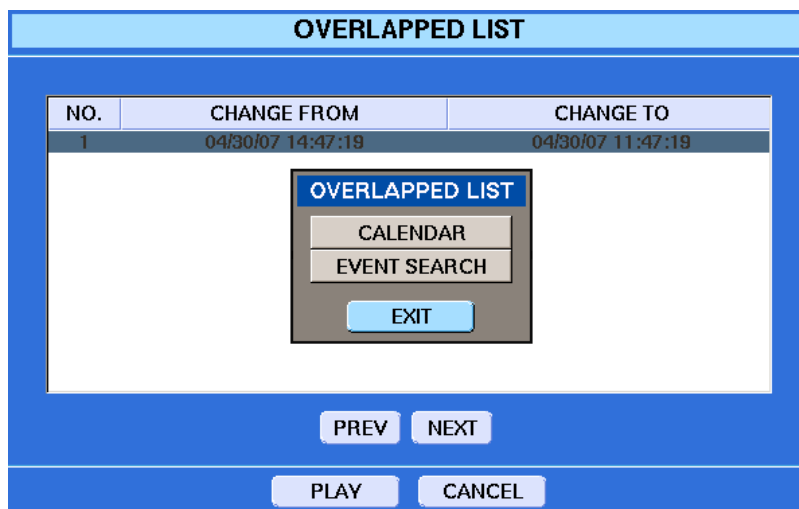 OVERLAPPED LIST
NO. CHANGE FROM CHANGE TO
1 04/30/07 14:47:19 04/30/07 11:47:19
OVERLAPPED LIST
CALENDAR
EVENT SEARCH
EXIT
PREV NEXT
PLAY CANCEL